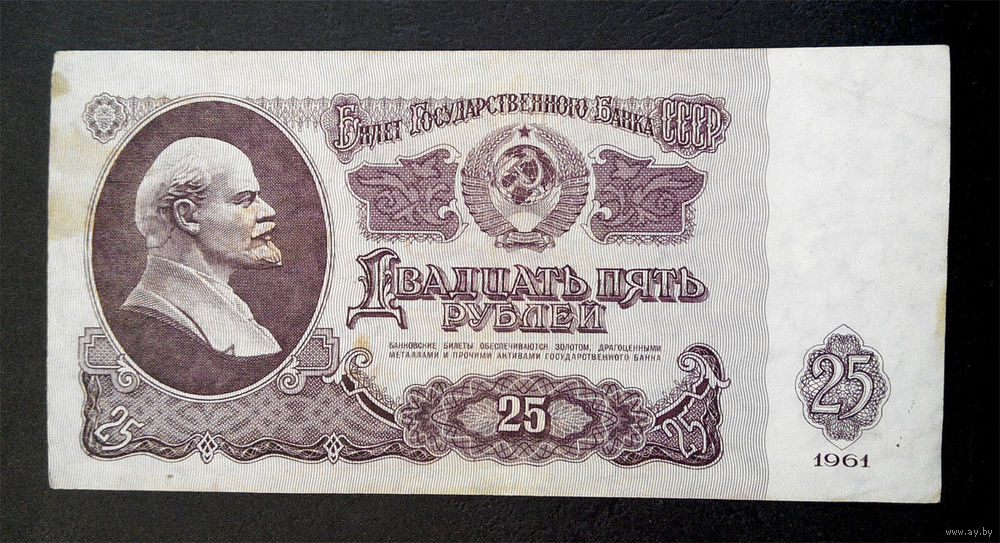 Билет Государственного Банка СССР
Двадцать пять
рублей
БАНКОВСКИЕ БИЛЕТЫ ОБЕСПЕЧИВАЮТСЯ ЗОЛОТОМ, ДРАГОЦЕННЫМИ
МЕТАЛЛАМИ И ПРОЧИМИ АКТИВАМИ ГОСУДАРСТВЕННОГО БАНКА
25
25
25
25
1961
www.ay.by